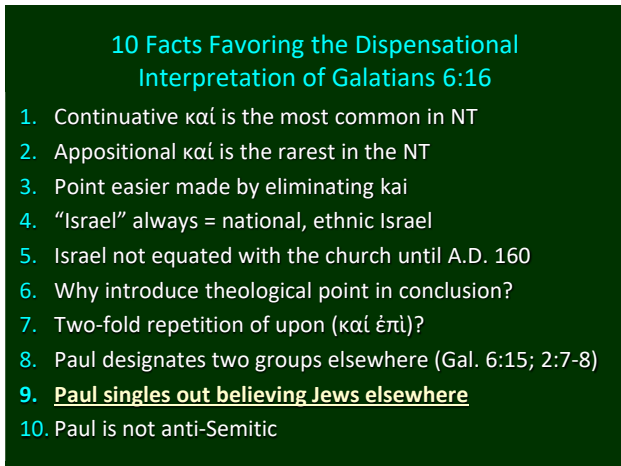 10 Facts Favoring the Dispensational
Interpretation of Galatians 6:16
1. Continuative καί is the most common in NT
2. Appositional καί is the rarest in the NT
3. Point easier made by eliminating kai
4. “Israel” always = national, ethnic Israel
5. Israel not equated with the church until A.D. 160
6. Why introduce theological point in conclusion?
7. Two-fold repetition of upon (καί ἐπὶ)?
8. Paul designates two groups elsewhere (Gal. 6:15; 2:7-8)
9. Paul singles out believing Jews elsewhere
10. Paul is not anti-Semitic